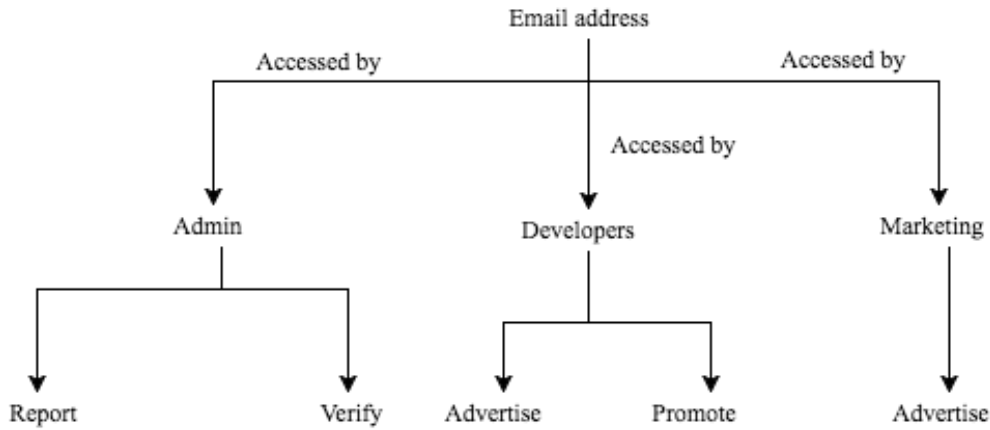 Email address
Accessed by
Accessed by
Accessed by
Admin
Developers
Marketing
Report
Verify
Advertise
Promote
Advertise